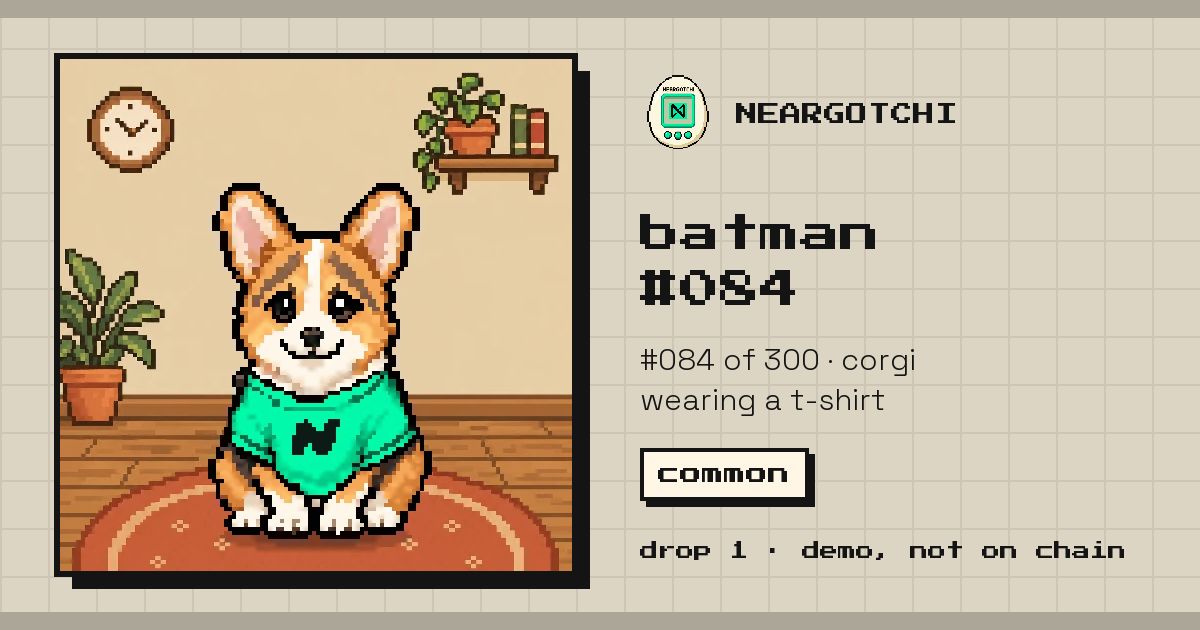 NEARGOTCHI
NEARGOTCHI
batman
#084
#084 of 300 · corgi
wearing a t-shirt
common
drop 1 · demo, not on chain
N